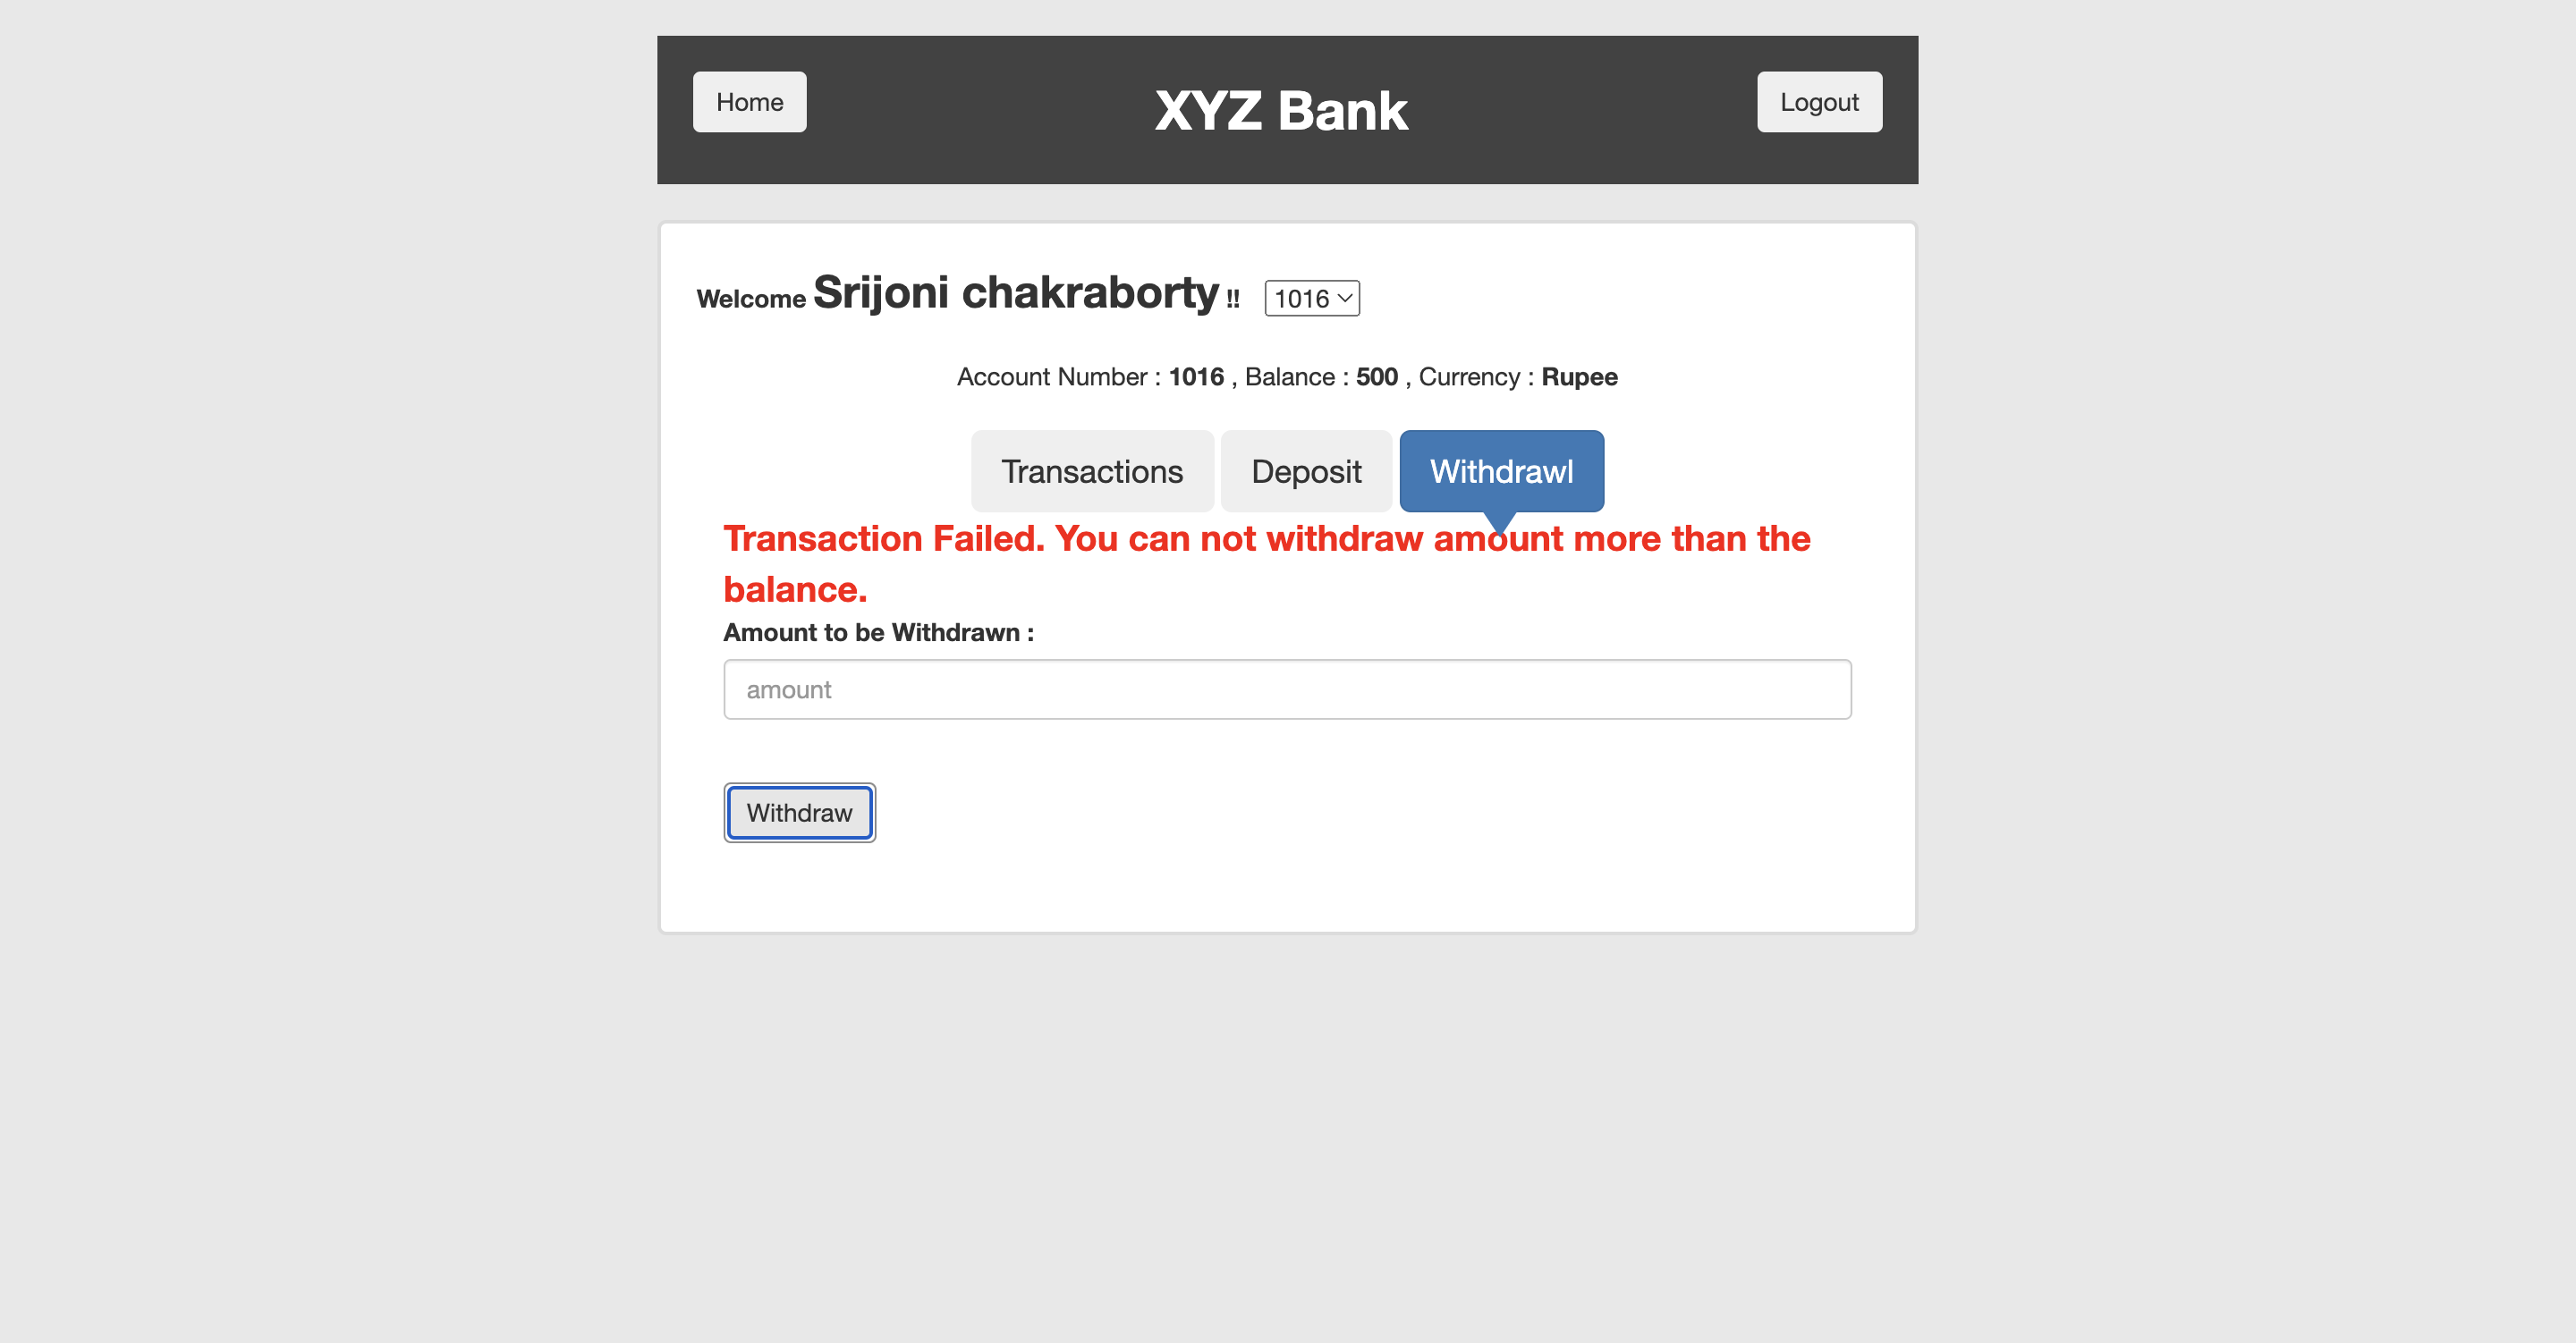 Home
XYZ Bank
Logout
Welcome Srijoni chakraborty !! 1016
Account Number : 1016 , Balance : 500 , Currency : Rupee
Transactions
Deposit
Withdrawl
Transaction Failed. You can not withdraw amount more than the
balance.
Amount to be Withdrawn :
amount
Withdraw